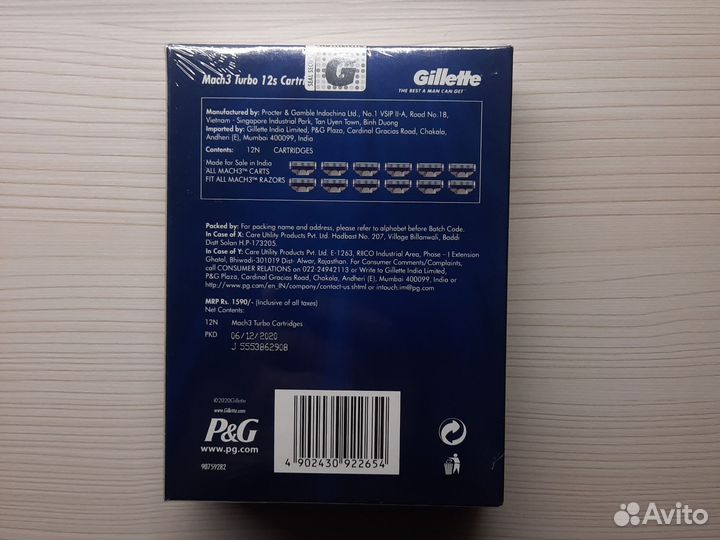 Mach3 Turbo 12s Cartri
SEAL SECU
G
Gillette
THE BEST A MAN CAN GET™
Manufactured by: Procter & Gamble Indochina Ltd., No.1 VSIP II-A, Road No.18,
Vietnam - Singapore Industrial Park, Tan Uyen Town, Binh Duong
Imported by: Gillette India Limited, P&G Plaza, Cardinal Gracias Road, Chakala,
Andheri (E), Mumbai 400099, India
Contents: 12N CARTRIDGES
Made for Sale in India
ALL MACH3™ CARTS
FIT ALL MACH3™ RAZORS
Packed by: For packing name and address, please refer to alphabet before Batch Code.
In Case of X: Care Utility Products Pvt. Ltd. Hadbast No. 207, Village Billanwali, Baddi
Distt Solan H.P-173205.
In Case of Y: Care Utility Products Pvt. Ltd. E-1263, RIICO Industrial Area, Phase – I Extension
Ghatol, Bhiwadi-301019 Dist- Alwar, Rajasthan. For Consumer Comments/Complaints,
call CONSUMER RELATIONS on 022-24942113 or Write to Gillette India Limited,
P&G Plaza, Cardinal Gracias Road, Chakala, Andheri (E), Mumbai 400099, India or
http://www.pg.com/en_IN/company/contact-us.shtml or intouch.im@pg.com
MRP Rs. 1590/- (Inclusive of all taxes)
Net Contents:
12N Mach3 Turbo Cartridges
PKD 06/12/2020
J 5553862908
©2020Gillette
www.Gillette.com
P&G
www.pg.com
90759282
4 902430 922654
Avito